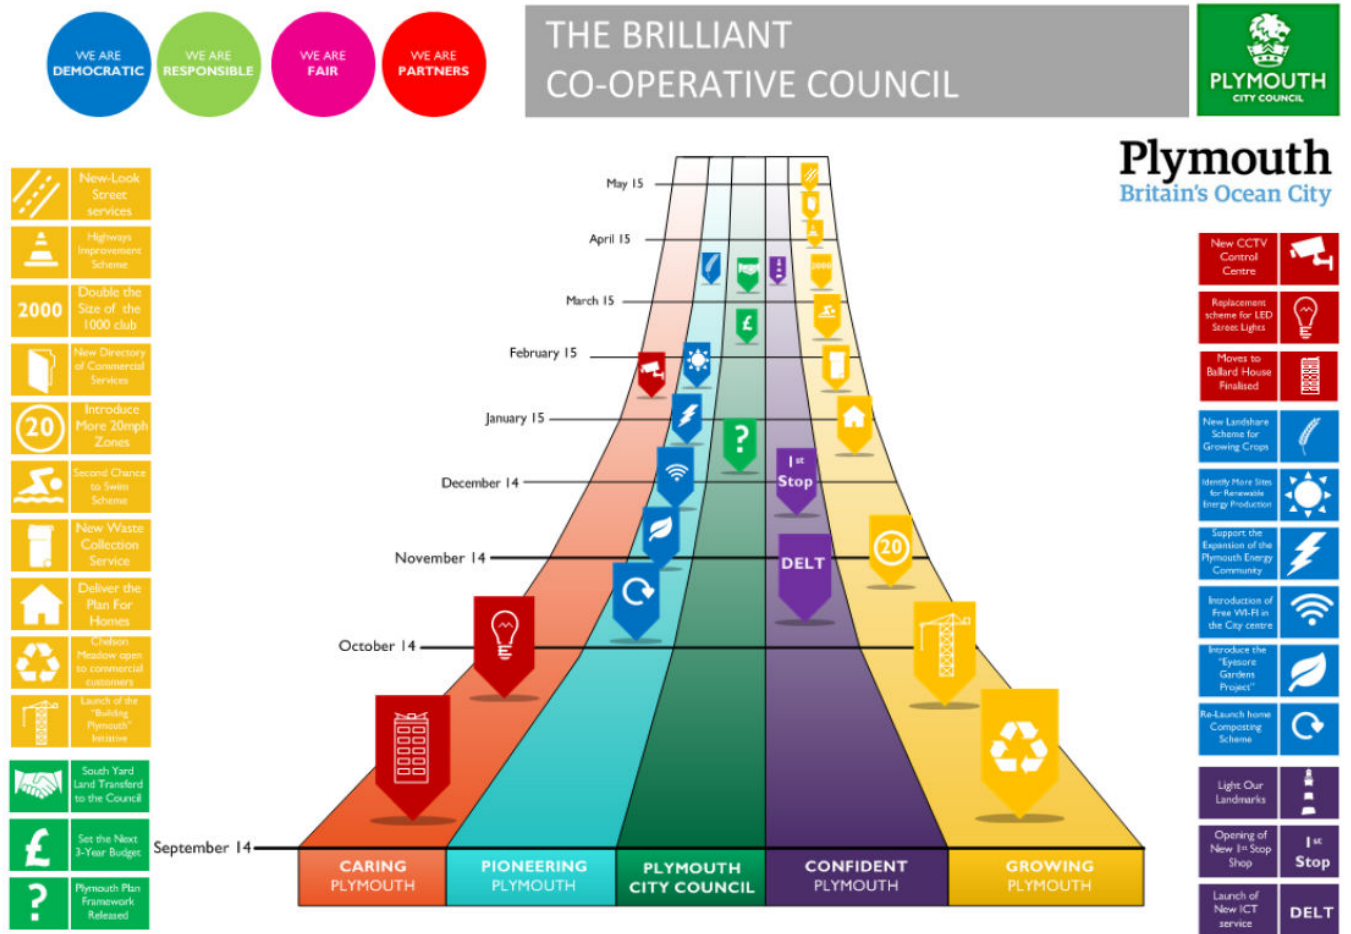 WE ARE
DEMOCRATIC
WE ARE
RESPONSIBLE
WE ARE
FAIR
WE ARE
PARTNERS
THE BRILLIANT
CO-OPERATIVE COUNCIL
PLYMOUTH
CITY COUNCIL
Plymouth
Britain's Ocean City
New-Look
Street
services
Highways
Improvement
Scheme
2000
Double the
Size of the
1000 club
New Directory
of Commercial
Services
20
Introduce
More 20mph
Zones
Second Chance
to Swim
Scheme
New Waste
Collection
Service
Deliver the
Plan For
Homes
Chelson
Meadow open
to commercial
customers
Launch of the
"Building
Plymouth"
Initiative
South Yard
Land Transferd
to the Council
£
Set the Next
3-Year Budget
?
Plymouth Plan
Framework
Released
May 15
April 15
March 15
February 15
January 15
December 14
November 14
October 14
September 14
2000
£
?
1st
Stop
DELT
20
CARING
PLYMOUTH
PIONEERING
PLYMOUTH
PLYMOUTH
CITY COUNCIL
CONFIDENT
PLYMOUTH
GROWING
PLYMOUTH
New CCTV
Control
Centre
Replacement
scheme for LED
Street Lights
Moves to
Ballard House
Finalised
New Landshare
Scheme for
Growing Crops
Identify More Sites
for Renewable
Energy Production
Support the
Expansion of the
Plymouth Energy
Community
Introduction of
Free WI-FI in
the City centre
Introduce the
"Eyesore
Gardens
Project"
Re-Launch home
Composting
Scheme
Light Our
Landmarks
Opening of
New 1st Stop
Shop
1st
Stop
Launch of
New ICT
service
DELT